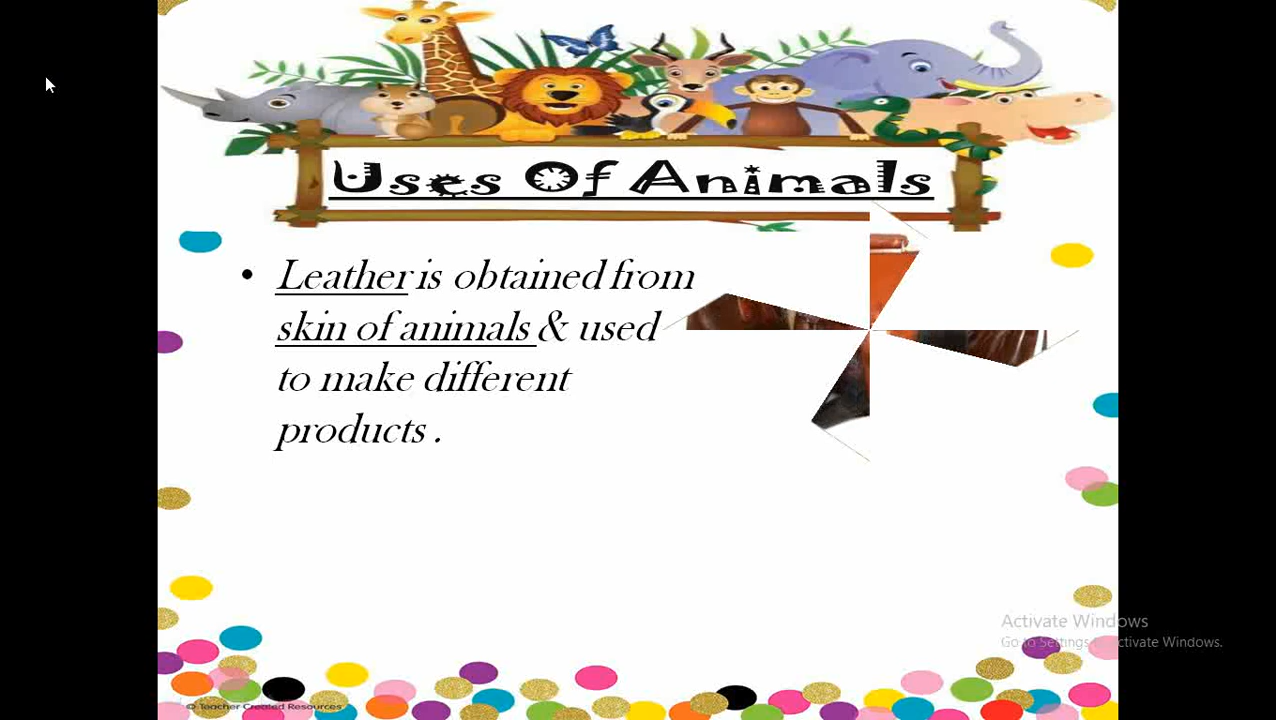 Uses Of Animals
• Leather is obtained from
skin of animals & used
to make different
products .
Activate Windows
Go to Settings to Activate Windows.
© Teacher Created Resources